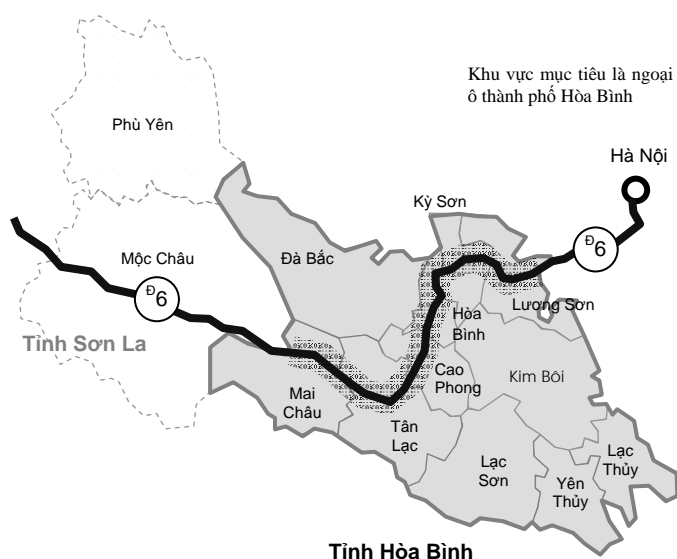 Khu vực mục tiêu là ngoại
ô thành phố Hòa Bình
Phù Yên
Hà Nội
Kỳ Sơn
Đ6
Mộc Châu
Đà Bắc
Đ6
Lương Sơn
Hòa
Bình
Tỉnh Sơn La
Cao
Phong
Kim Bôi
Mai
Châu
Tân
Lạc
Lạc
Sơn
Lạc
Thủy
Yên
Thủy
Tỉnh Hòa Bình